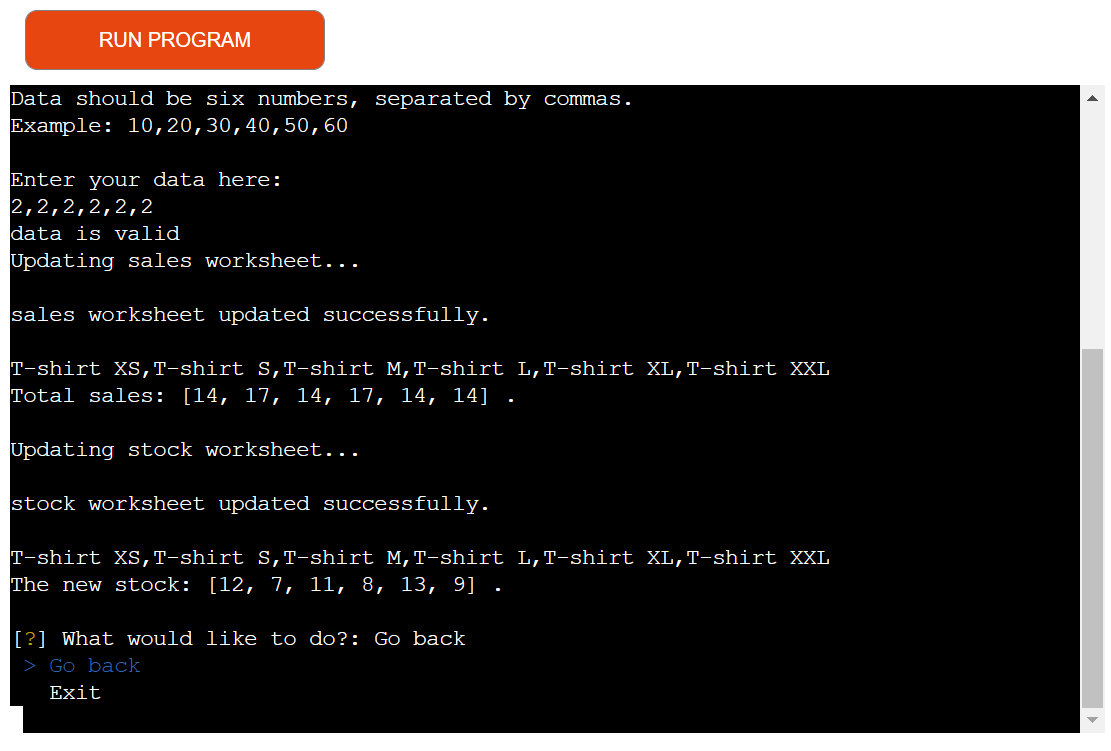 RUN PROGRAM
Data should be six numbers, separated by commas.
Example: 10,20,30,40,50,60
Enter your data here:
2,2,2,2,2,2
data is valid
Updating sales worksheet...
sales worksheet updated successfully.
T-shirt XS,T-shirt S,T-shirt M,T-shirt L,T-shirt XL,T-shirt XXL
Total sales: [14, 17, 14, 17, 14, 14] .
Updating stock worksheet...
stock worksheet updated successfully.
T-shirt XS,T-shirt S,T-shirt M,T-shirt L,T-shirt XL,T-shirt XXL
The new stock: [12, 7, 11, 8, 13, 9] .
[?] What would like to do?: Go back
> Go back
Exit